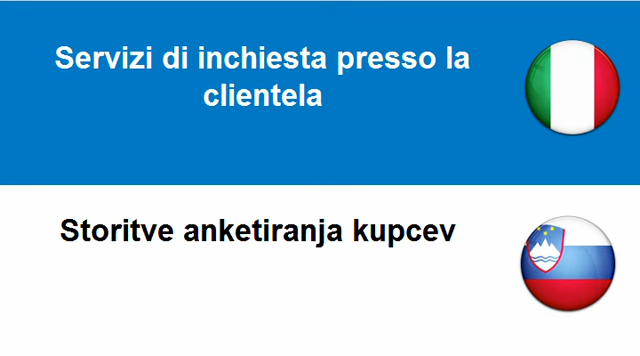 Servizi di inchiesta presso la
clientela
Storitve anketiranja kupcev